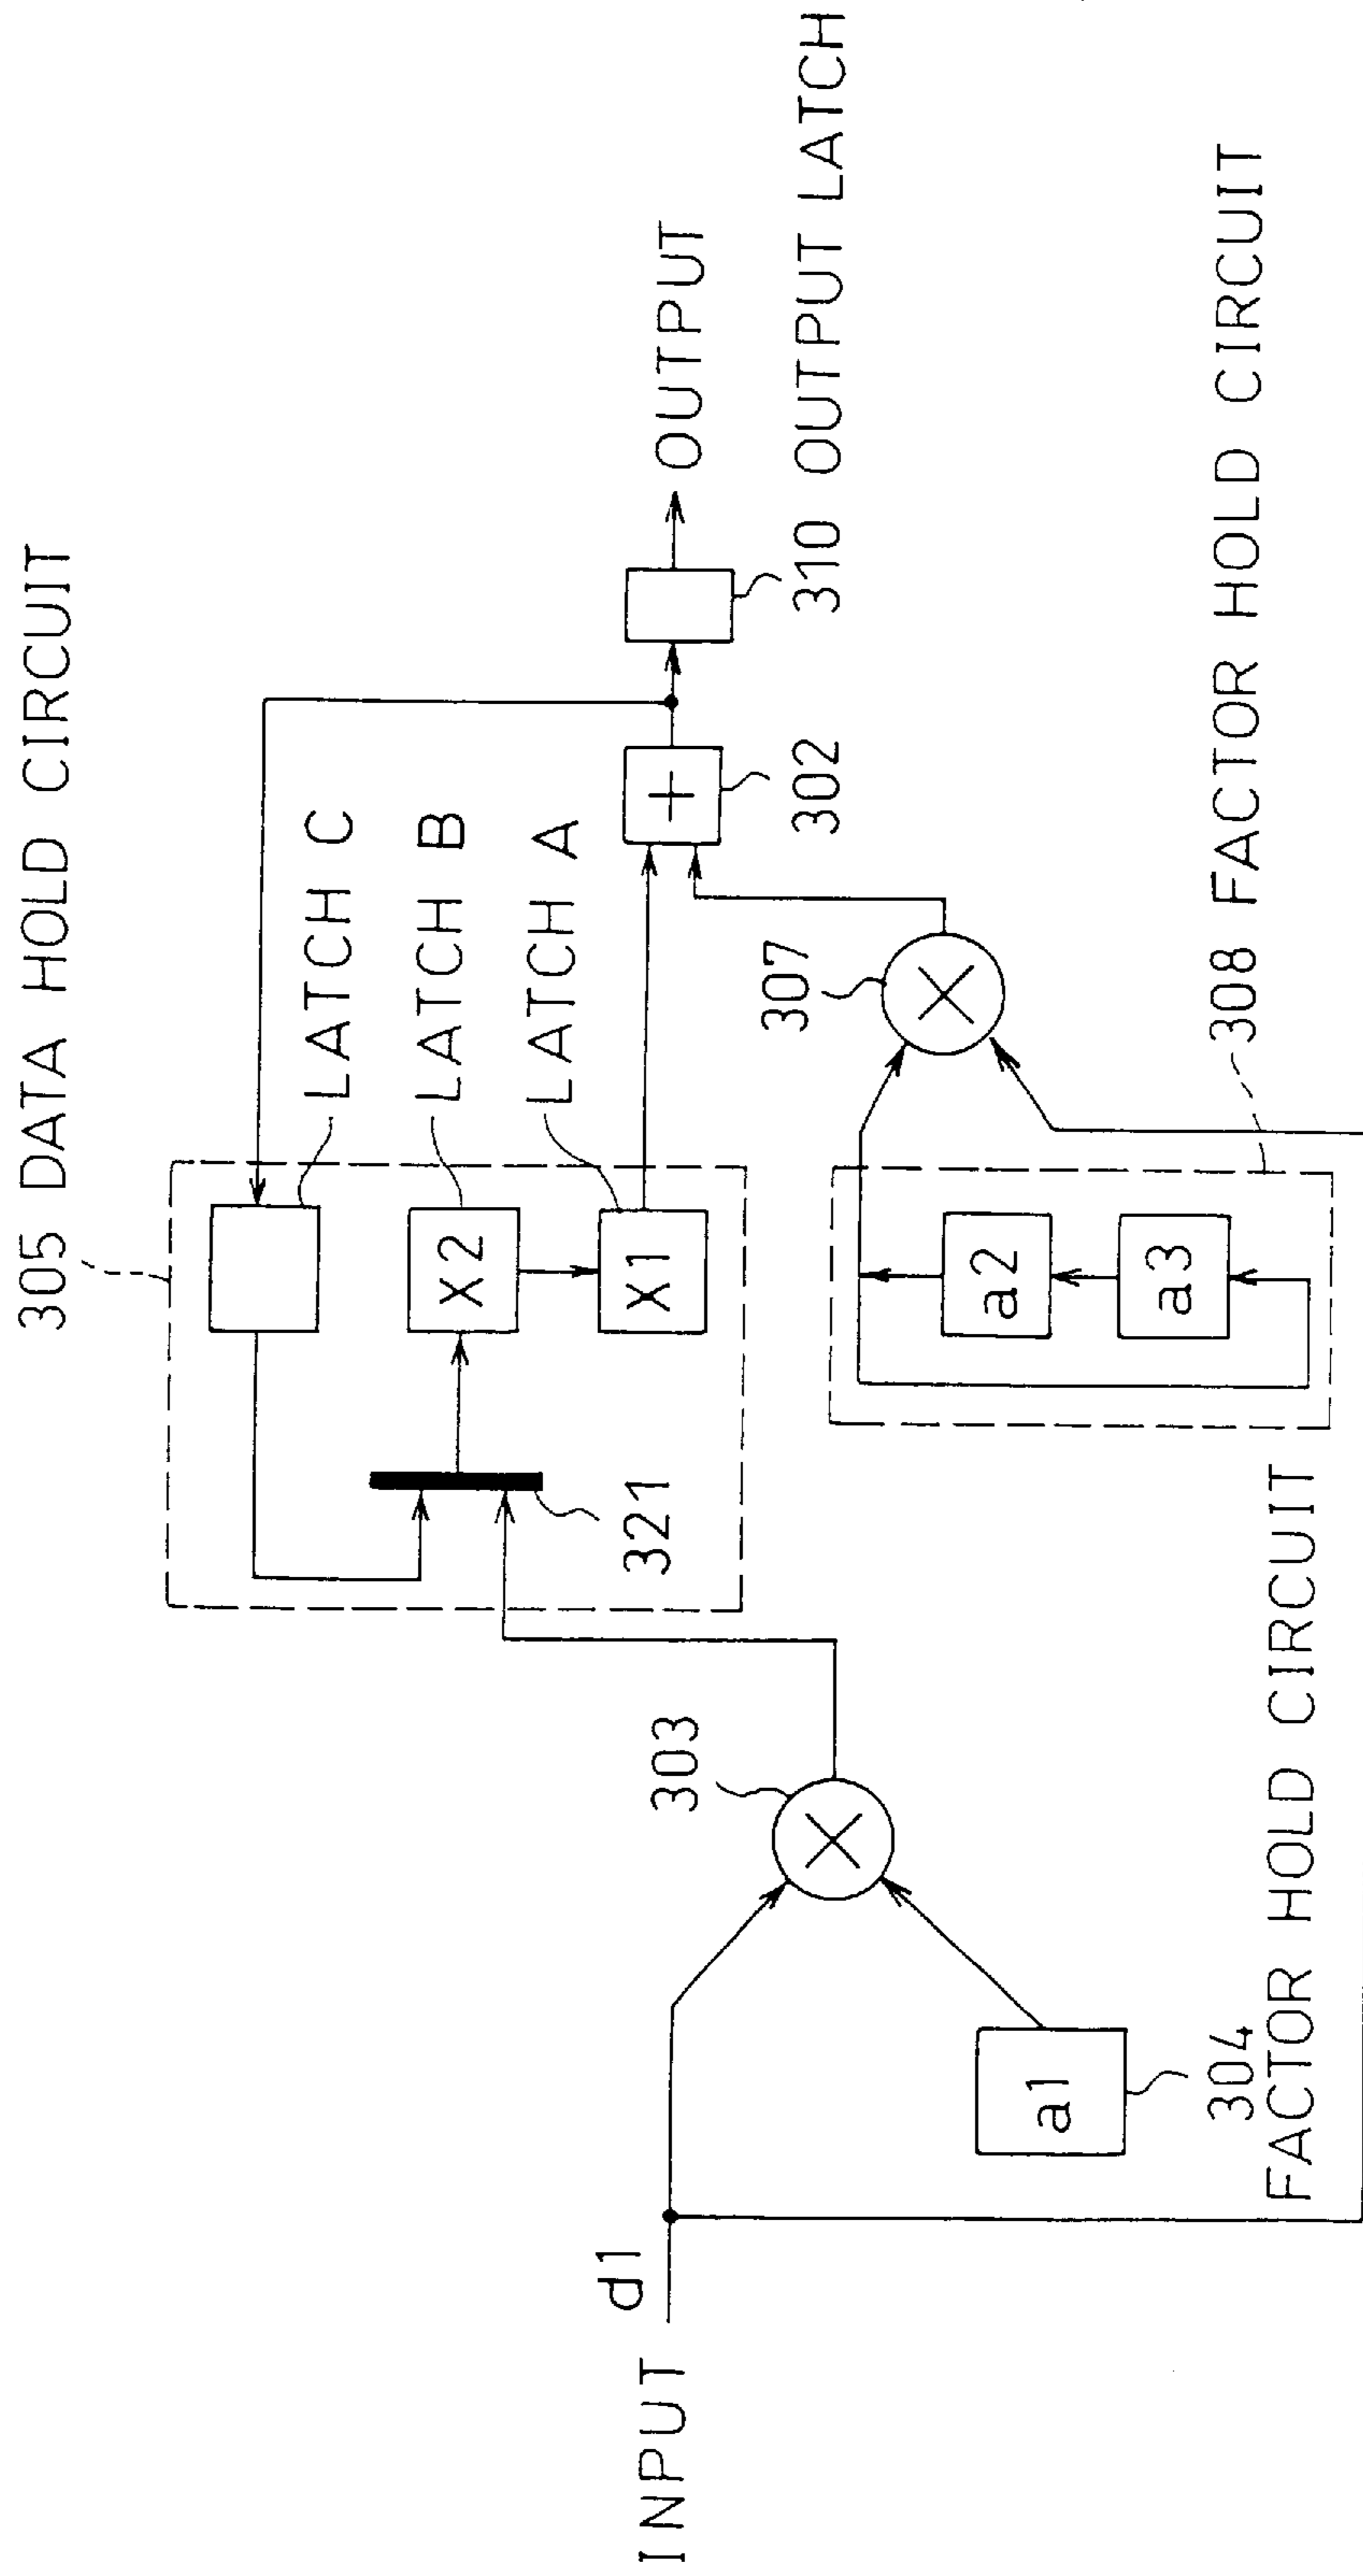 305 DATA HOLD CIRCUIT
LATCH C
LATCH B
LATCH A
X2
X1
321
OUTPUT
302
310 OUTPUT LATCH
307
303
a2
a3
308 FACTOR HOLD CIRCUIT
INPUT
d1
a1
304
FACTOR HOLD CIRCUIT